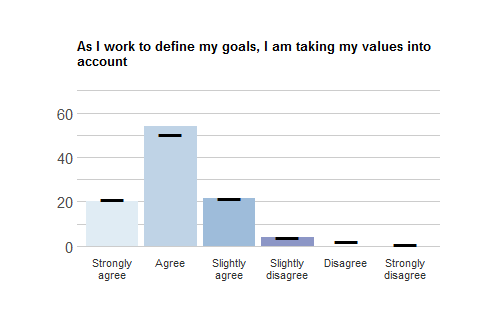 As I work to define my goals, I am taking my values into
account
60
40
20
0
Strongly
agree
Agree
Slightly
agree
Slightly
disagree
Disagree
Strongly
disagree